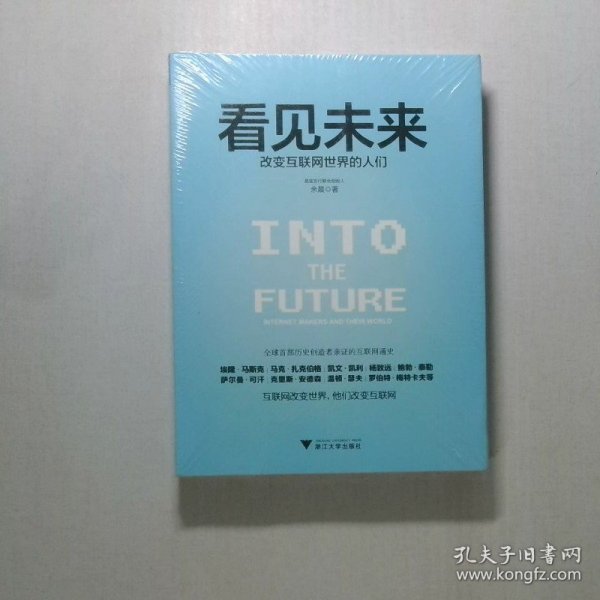 看见未来
改变互联网世界的人们
余晨◎著
INTO
THE
FUTURE
INTERNET MAKERS AND THEIR WORLD
全球首部历史创造者亲证的互联网通史
埃隆·马斯克 马克·扎克伯格 凯文·凯利 杨致远 鲍勃·泰勒
萨尔曼·可汗 克里斯·安德森 温顿·瑟夫 罗伯特·梅特卡夫等
互联网改变世界，他们改变互联网
浙江大学出版社
孔夫子旧书网
www.kongfz.com